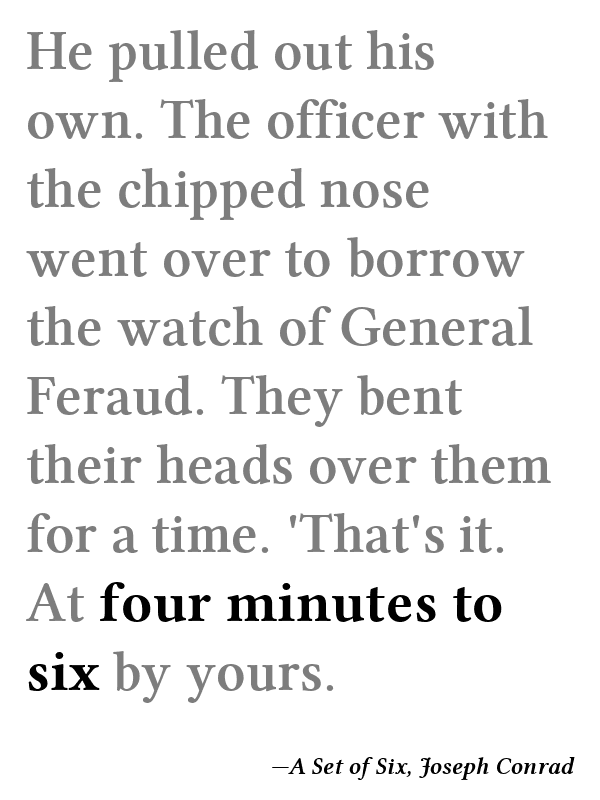 He pulled out his
own. The officer with
the chipped nose
went over to borrow
the watch of General
Feraud. They bent
their heads over them
for a time. 'That's it.
At four minutes to
six by yours.
—A Set of Six, Joseph Conrad